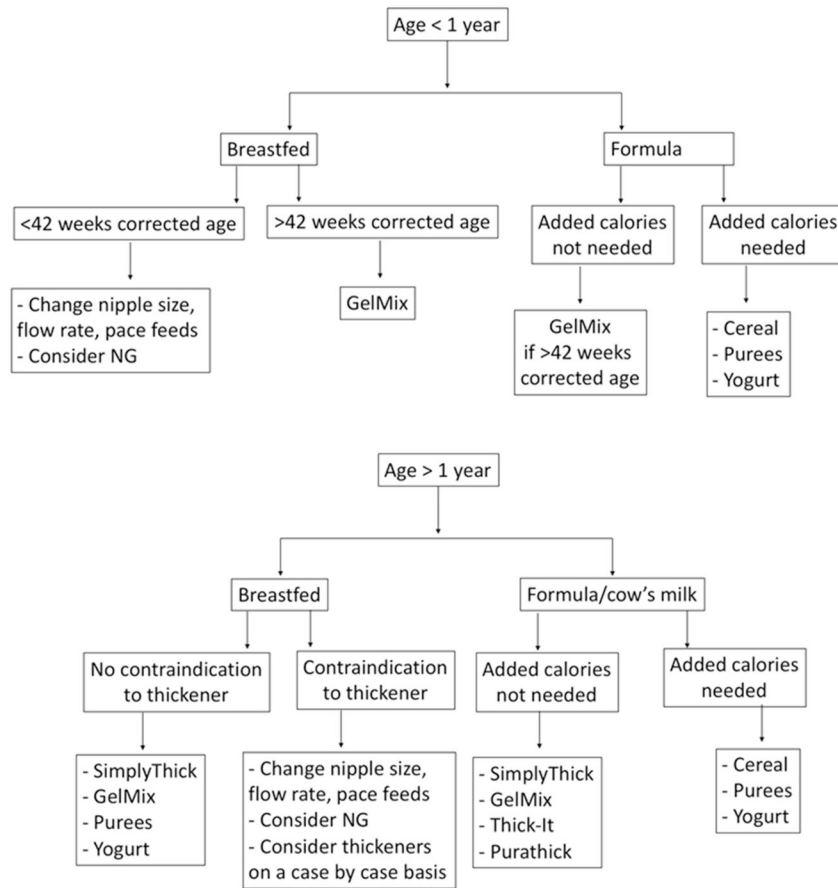 Age < 1 year
Breastfed
Formula
<42 weeks corrected age
>42 weeks corrected age
Added calories
not needed
Added calories
needed
- Change nipple size,
flow rate, pace feeds
- Consider NG
GelMix
GelMix
if >42 weeks
corrected age
- Cereal
- Purees
- Yogurt
Age > 1 year
Breastfed
Formula/cow's milk
No contraindication
to thickener
Contraindication
to thickener
Added calories
not needed
Added calories
needed
- SimplyThick
- GelMix
- Purees
- Yogurt
- Change nipple size,
flow rate, pace feeds
- Consider NG
- Consider thickeners
on a case by case basis
- SimplyThick
- GelMix
- Thick-It
- Purathick
- Cereal
- Purees
- Yogurt